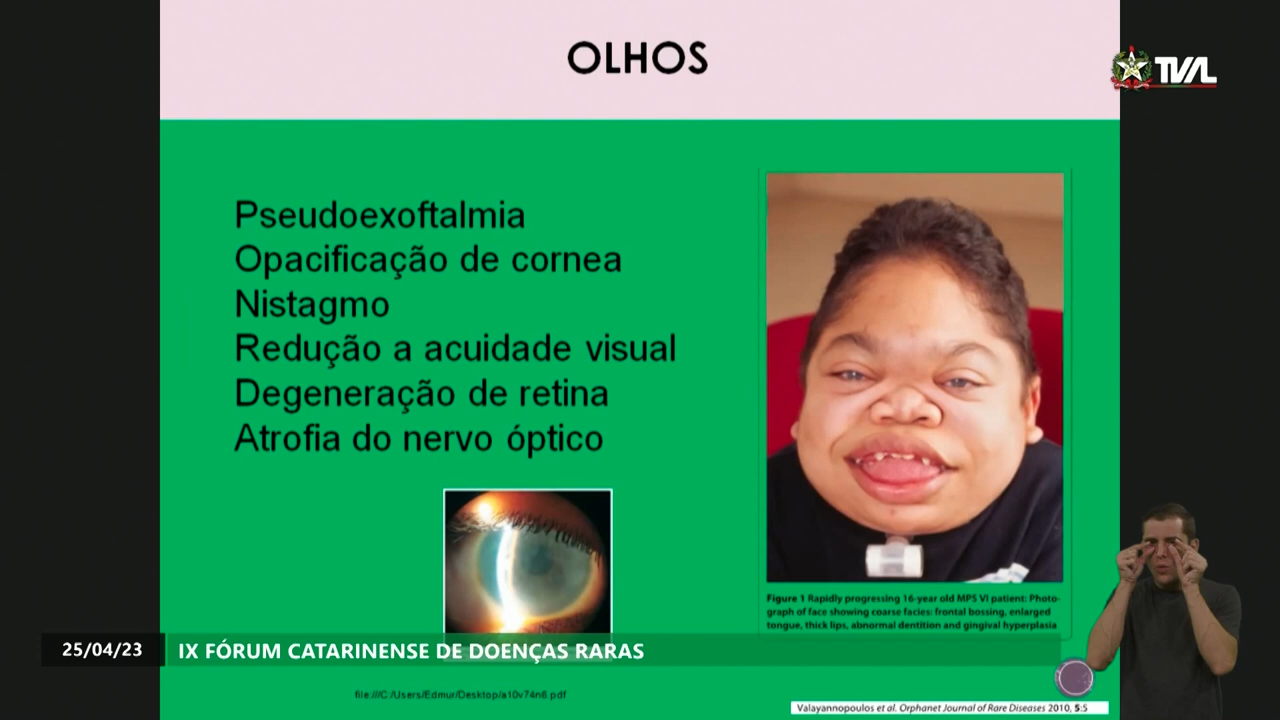 OLHOS
TVAL
Pseudoexoftalmia
Opacificação de cornea
Nistagmo
Redução a acuidade visual
Degeneração de retina
Atrofia do nervo óptico
Figure 1 Rapidly progressing 16-year old MPS VI patient: Photo-
graph of face showing coarse facies: frontal bossing, enlarged
tongue, thick lips, abnormal dentition and gingival hyperplasia
25/04/23
IX FÓRUM CATARINENSE DE DOENÇAS RARAS
file:///C:/Users/Edmur/Desktop/a10v74n6.pdf
Valayannopoulos et al. Orphanet Journal of Rare Diseases 2010, 5:5